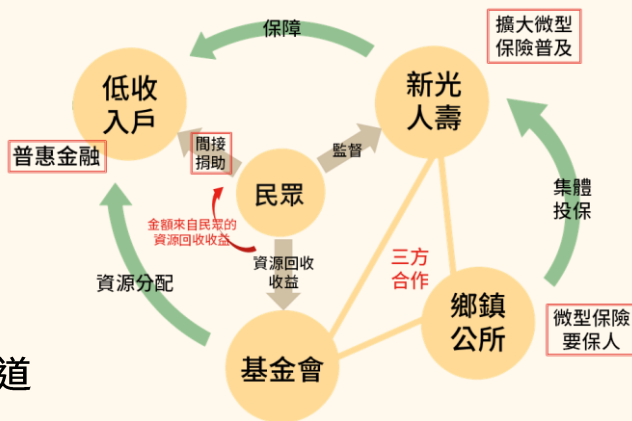 保障
擴大微型
保險普及
低收
入戶
新光
人壽
普惠金融
間接
捐助
監督
民眾
集體
投保
金額來自民眾的
資源回收收益
資源回收
收益
三方
合作
資源分配
鄉鎮
公所
微型保險
要保人
基金會
道